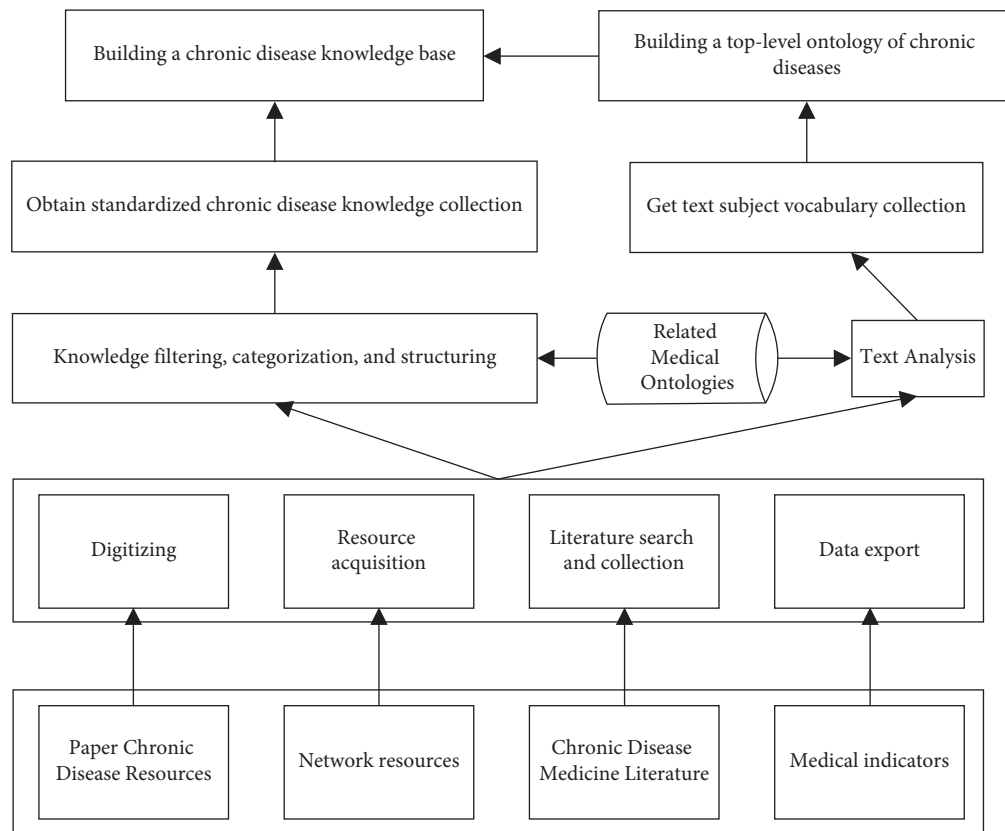 Building a chronic disease knowledge base
Building a top-level ontology of chronic
diseases
Obtain standardized chronic disease knowledge collection
Get text subject vocabulary collection
Knowledge filtering, categorization, and structuring
Related
Medical
Ontologies
Text Analysis
Digitizing
Resource
acquisition
Literature search
and collection
Data export
Paper Chronic
Disease Resources
Network resources
Chronic Disease
Medicine Literature
Medical indicators